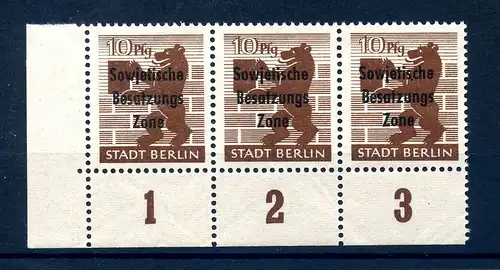 10 Pfg 10 Pfg 10 Pfg
Sowjetische Sowjetische Sowjetische
Besatzungs Besatzungs Besatzungs
Zone Zone Zone
STADT BERLIN STADT BERLIN STADT BERLIN
1 2 3